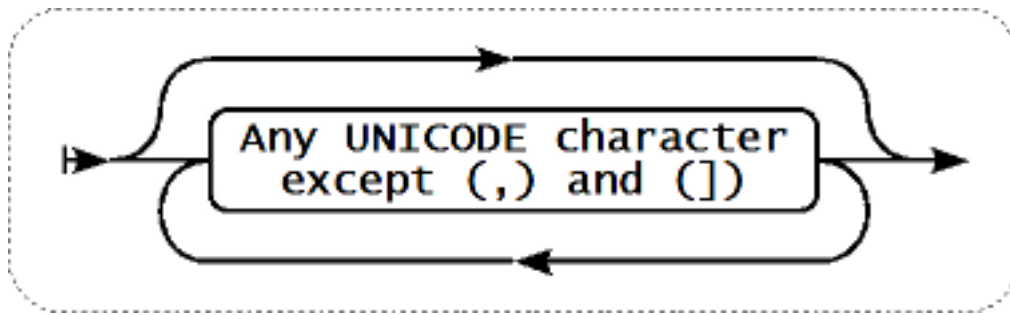 Any UNICODE character
except (,) and (])